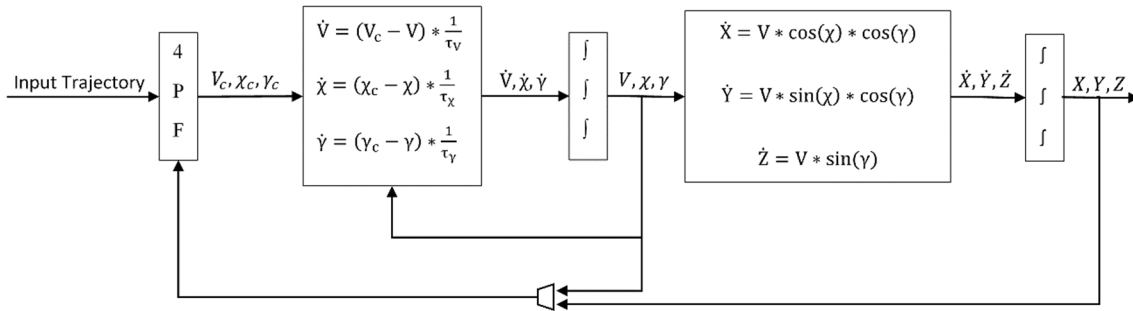 Input Trajectory
4
P
F
V_c, χ_c, γ_c
V̇ = (V_c − V) * 1/τ_V
χ̇ = (χ_c − χ) * 1/τ_χ
γ̇ = (γ_c − γ) * 1/τ_γ
V̇, χ̇, γ̇
∫
∫
∫
V, χ, γ
Ẋ = V * cos(χ) * cos(γ)
Ẏ = V * sin(χ) * cos(γ)
Ż = V * sin(γ)
Ẋ, Ẏ, Ż
∫
∫
∫
X, Y, Z